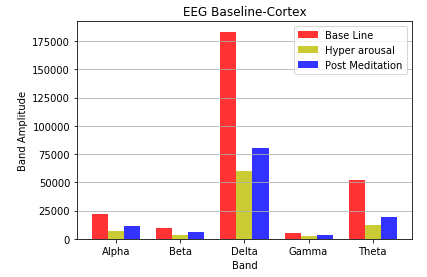 EEG Baseline-Cortex
Base Line
Hyper arousal
Post Meditation
Band Amplitude
175000
150000
125000
100000
75000
50000
25000
0
Alpha Beta Delta Gamma Theta
Band